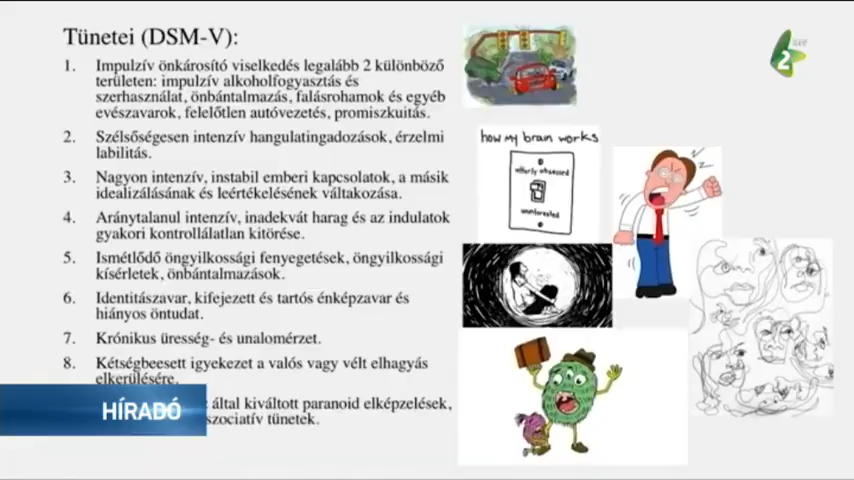 Tünetei (DSM-V):
1. Impulzív önkárosító viselkedés legalább 2 különböző
területen: impulzív alkoholfogyasztás és
szerhasználat, önbántalmazás, falásrohamok és egyéb
evészavarok, felelőtlen autóvezetés, promiszkuitás.
2. Szélsőségesen intenzív hangulatingadozások, érzelmi
labilitás.
3. Nagyon intenzív, instabil emberi kapcsolatok, a másik
idealizálásának és leértékelésének váltakozása.
4. Aránytalanul intenzív, inadekvát harag és az indulatok
gyakori kontrollálatlan kitörése.
5. Ismétlődő öngyilkossági fenyegetések, öngyilkossági
kísérletek, önbántalmazások.
6. Identitászavar, kifejezett és tartós énképzavar és
hiányos öntudat.
7. Krónikus üresség- és unalomérzet.
8. Kétségbeesett igyekezet a valós vagy vélt elhagyás
elkerülésére.
által kiváltott paranoid elképzelések,
szociatív tünetek.
HÍRADÓ
how my brain works
utterly obsessed
uninterested
2